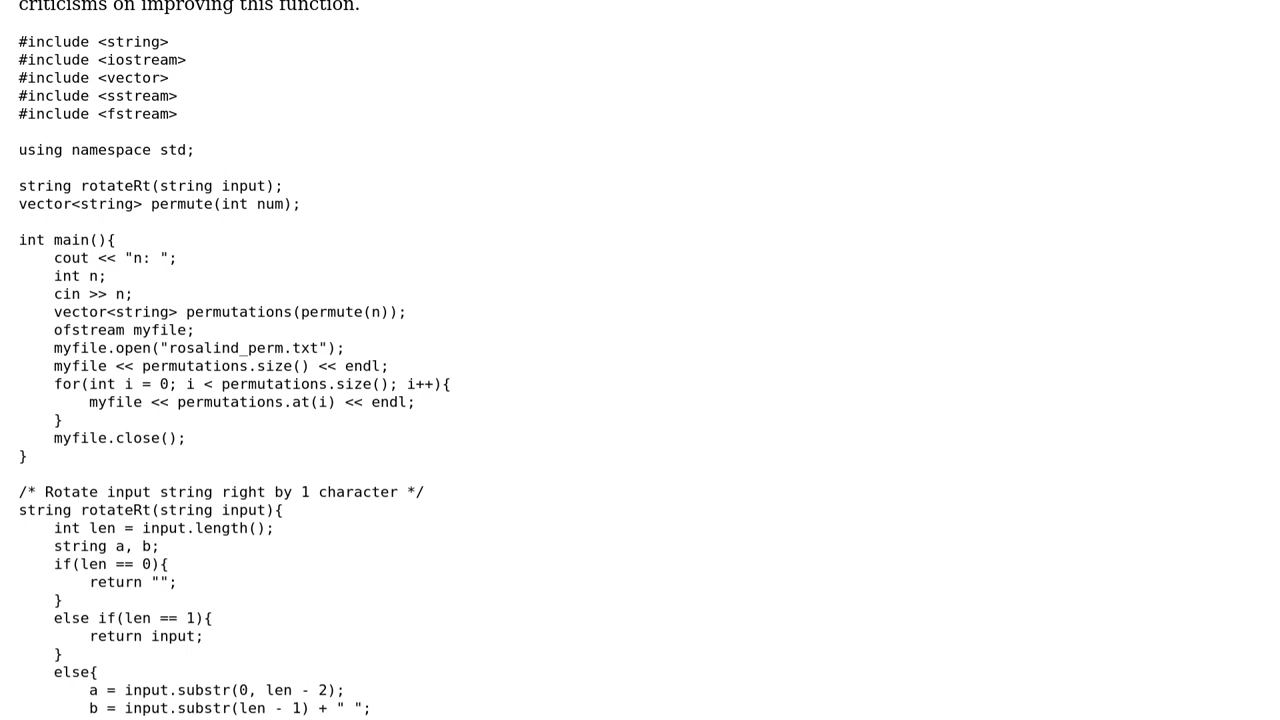 criticisms on improving this function.
#include <string>
#include <iostream>
#include <vector>
#include <sstream>
#include <fstream>
using namespace std;
string rotateRt(string input);
vector<string> permute(int num);
int main(){
    cout << "n: ";
    int n;
    cin >> n;
    vector<string> permutations(permute(n));
    ofstream myfile;
    myfile.open("rosalind_perm.txt");
    myfile << permutations.size() << endl;
    for(int i = 0; i < permutations.size(); i++){
        myfile << permutations.at(i) << endl;
    }
    myfile.close();
}
/* Rotate input string right by 1 character */
string rotateRt(string input){
    int len = input.length();
    string a, b;
    if(len == 0){
        return "";
    }
    else if(len == 1){
        return input;
    }
    else{
        a = input.substr(0, len - 2);
        b = input.substr(len - 1) + " ";